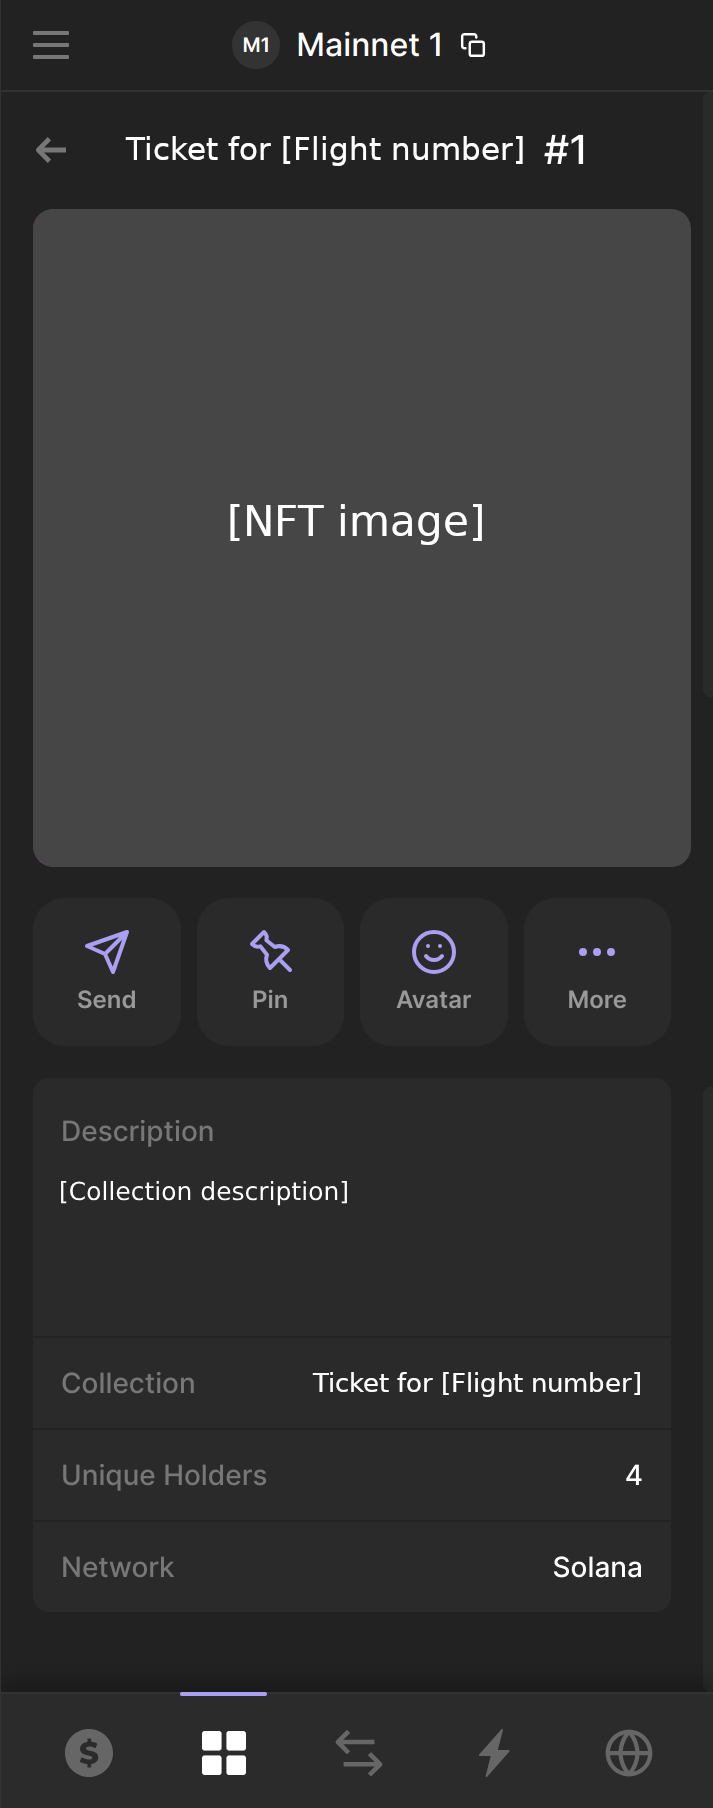 M1 Mainnet 1
Ticket for [Flight number] #1
[NFT image]
Send Pin Avatar More
Description
[Collection description]
Collection Ticket for [Flight number]
Unique Holders 4
Network Solana